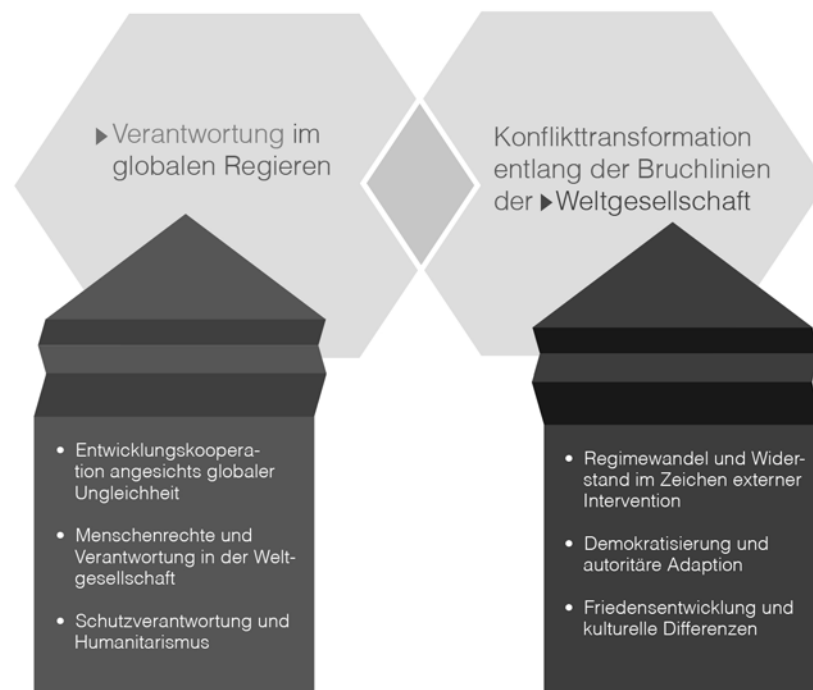 ▶Verantwortung im
globalen Regieren
Konflikttransformation
entlang der Bruchlinien
der ▶Weltgesellschaft
• Entwicklungskoopera-
tion angesichts globaler
Ungleichheit
• Menschenrechte und
Verantwortung in der Welt-
gesellschaft
• Schutzverantwortung und
Humanitarismus
• Regimewandel und Wider-
stand im Zeichen externer
Intervention
• Demokratisierung und
autoritäre Adaption
• Friedensentwicklung und
kulturelle Differenzen